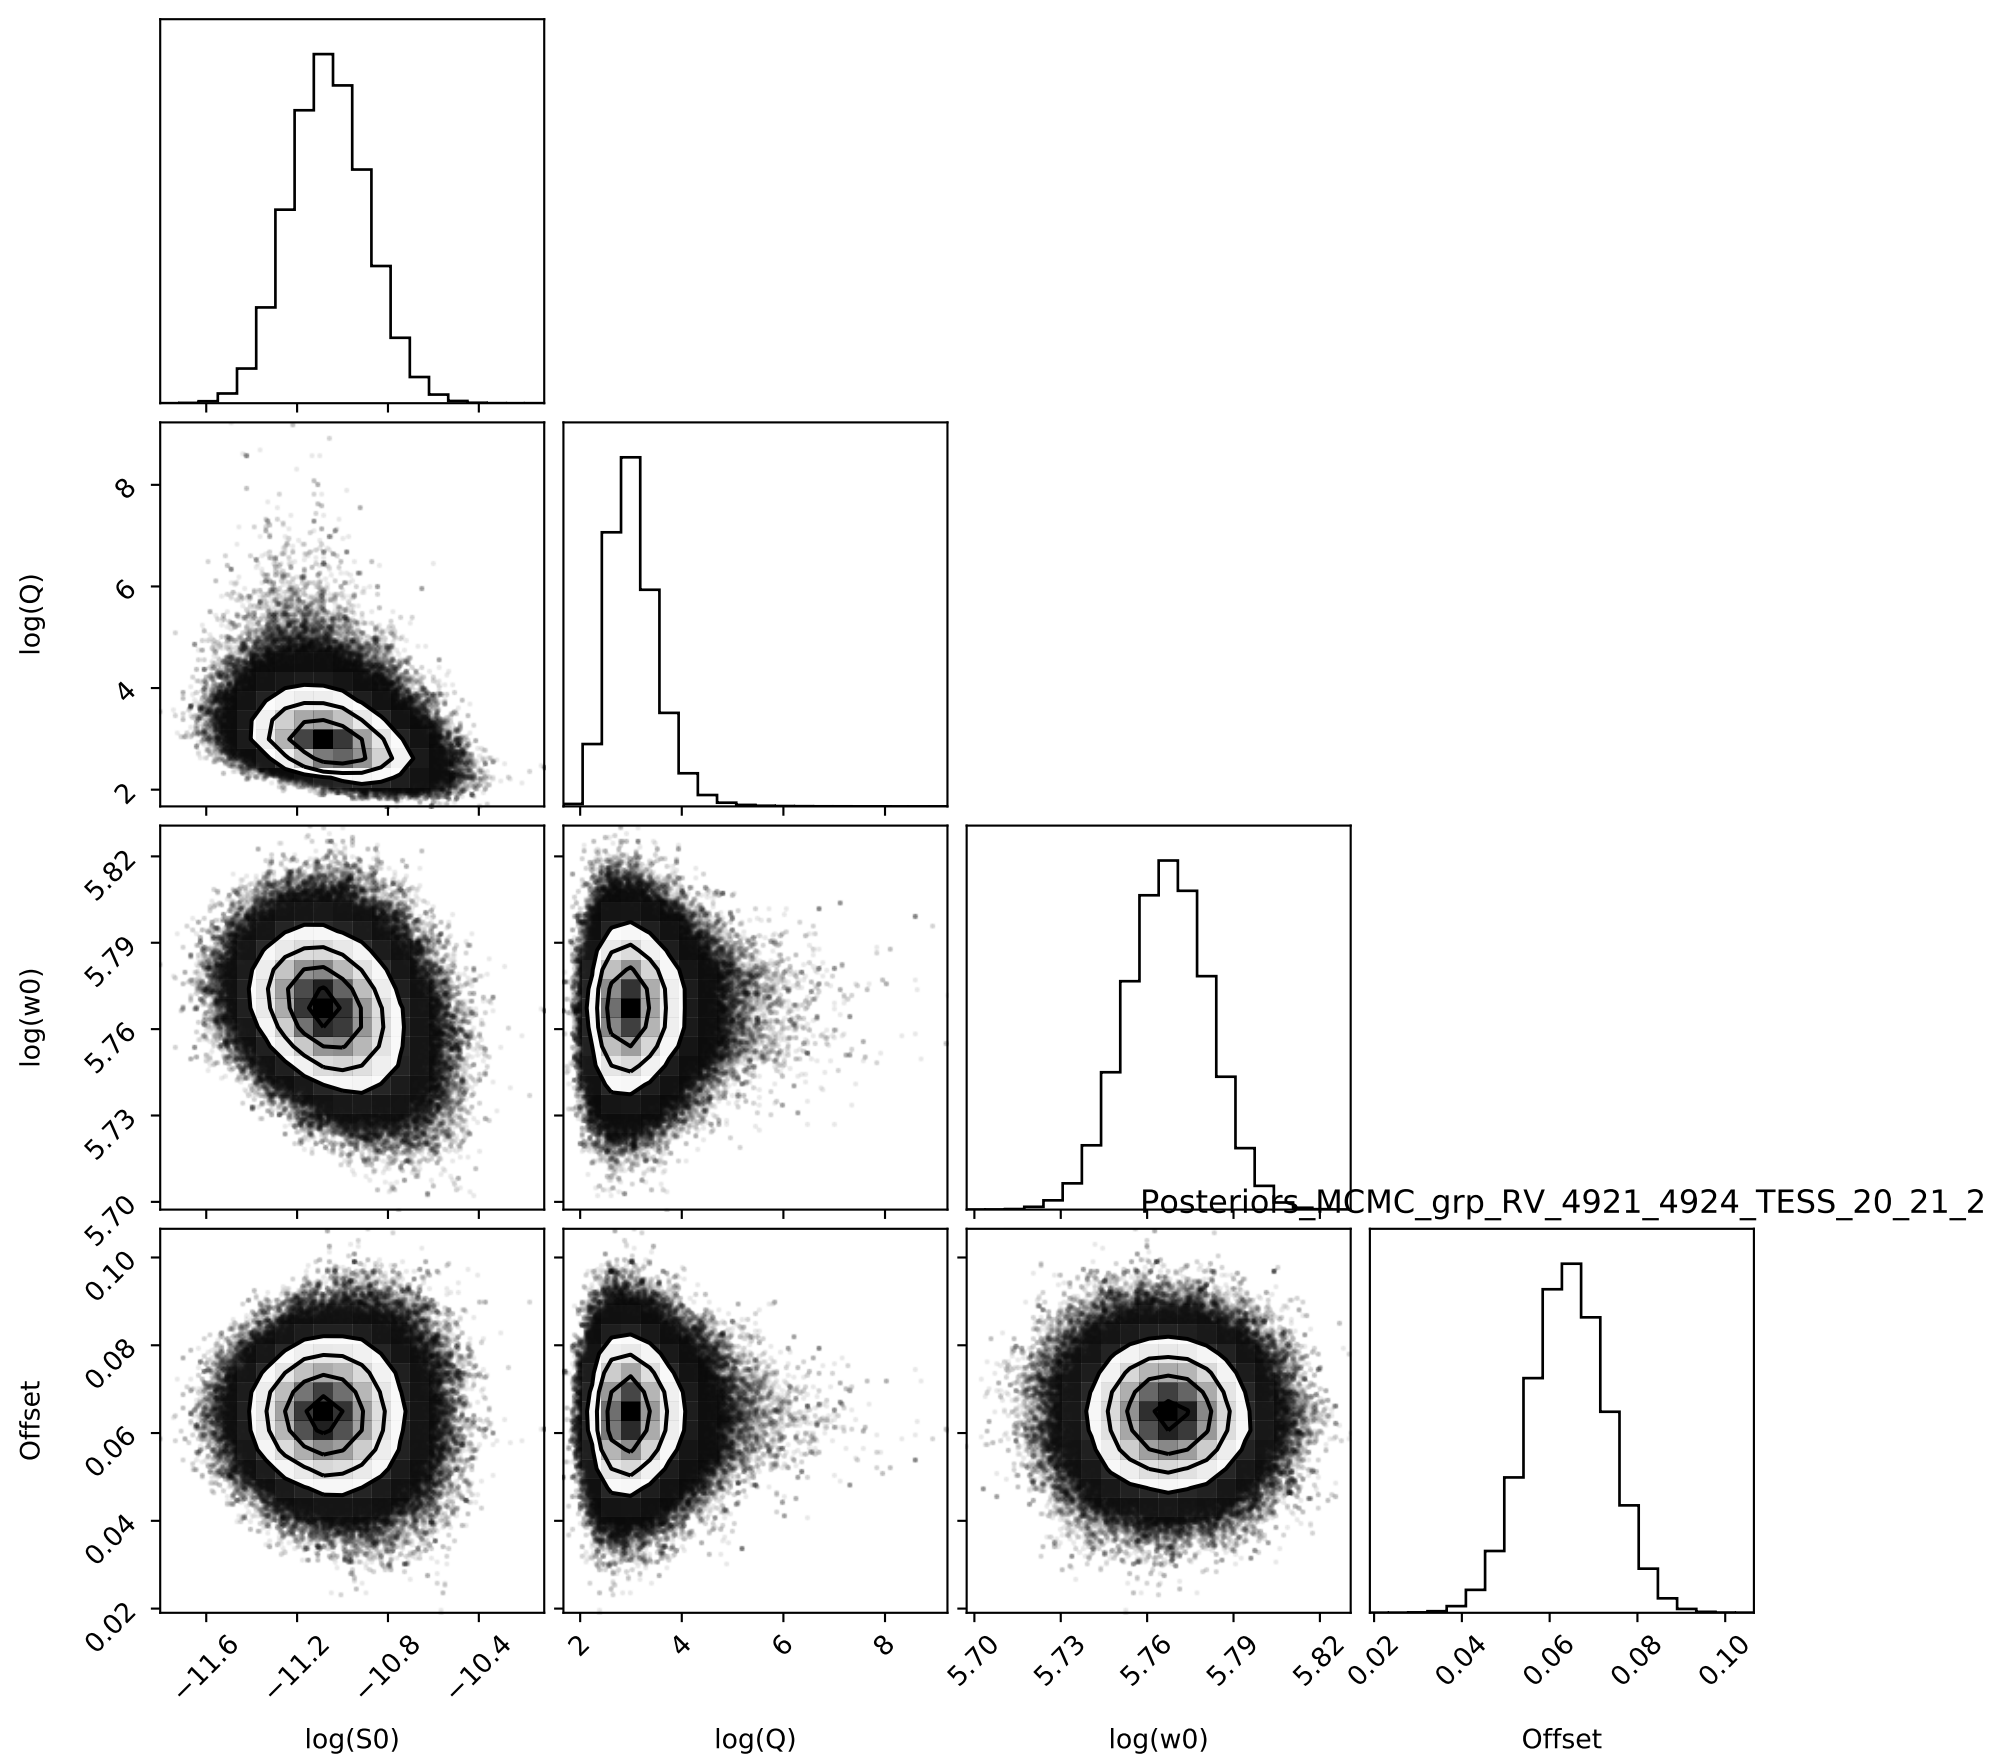 log(Q)
8
6
4
2
log(w0)
5.82
5.79
5.76
5.73
5.70
Posteriors_MCMC_grp_RV_4921_4924_TESS_20_21_2
Offset
0.10
0.08
0.06
0.04
0.02
−11.6 −11.2 −10.8 −10.4 2 4 6 8 5.70 5.73 5.76 5.79 5.82 0.02 0.04 0.06 0.08 0.10
log(S0) log(Q) log(w0) Offset